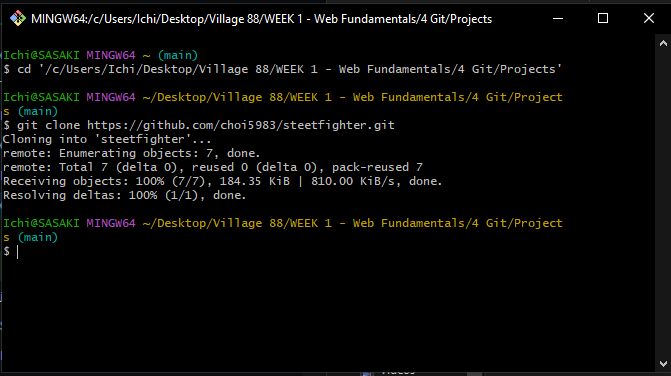 MINGW64:/c/Users/Ichi/Desktop/Village 88/WEEK 1 - Web Fundamentals/4 Git/Projects
Ichi@SASAKI MINGW64 ~ (main)
$ cd '/c/Users/Ichi/Desktop/Village 88/WEEK 1 - Web Fundamentals/4 Git/Projects'
Ichi@SASAKI MINGW64 ~/Desktop/Village 88/WEEK 1 - Web Fundamentals/4 Git/Project
s (main)
$ git clone https://github.com/choi5983/steetfighter.git
Cloning into 'steetfighter'...
remote: Enumerating objects: 7, done.
remote: Total 7 (delta 0), reused 0 (delta 0), pack-reused 7
Receiving objects: 100% (7/7), 184.35 KiB | 810.00 KiB/s, done.
Resolving deltas: 100% (1/1), done.
Ichi@SASAKI MINGW64 ~/Desktop/Village 88/WEEK 1 - Web Fundamentals/4 Git/Project
s (main)
$